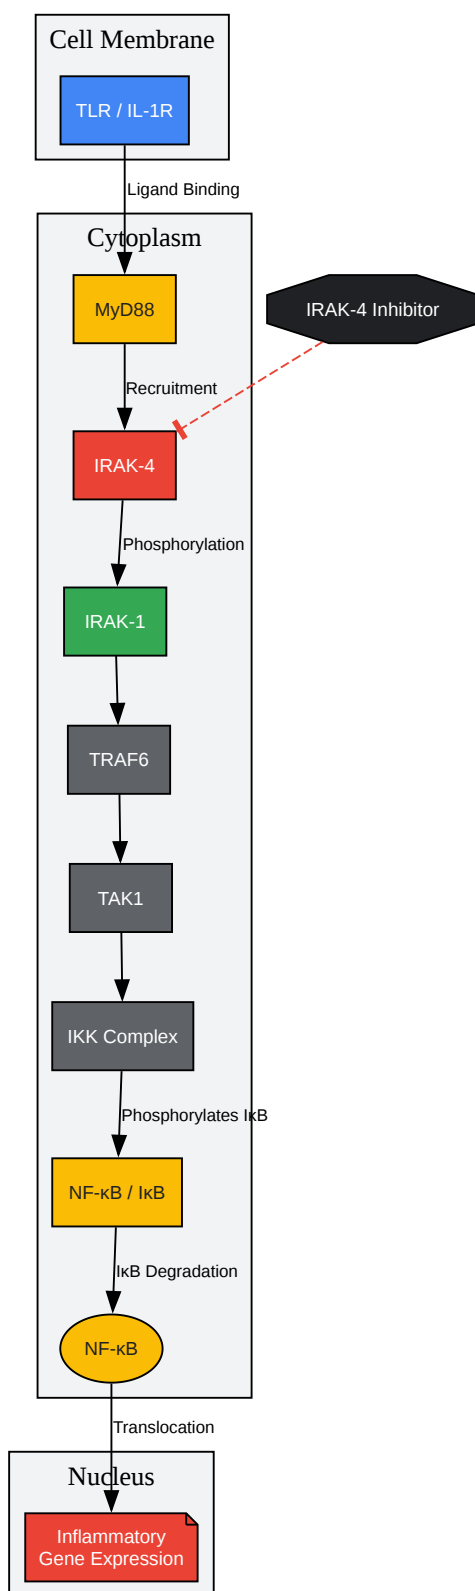 Cell Membrane
TLR / IL-1R
Ligand Binding
Cytoplasm
MyD88
IRAK-4 Inhibitor
Recruitment
IRAK-4
Phosphorylation
IRAK-1
TRAF6
TAK1
IKK Complex
Phosphorylates IκB
NF-κB / IκB
IκB Degradation
NF-κB
Translocation
Nucleus
Inflammatory
Gene Expression